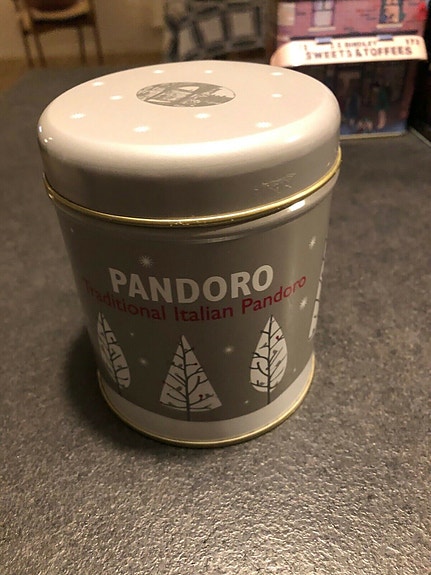 SWEETS & TOFFEES
PANDORO
Traditional Italian Pandoro